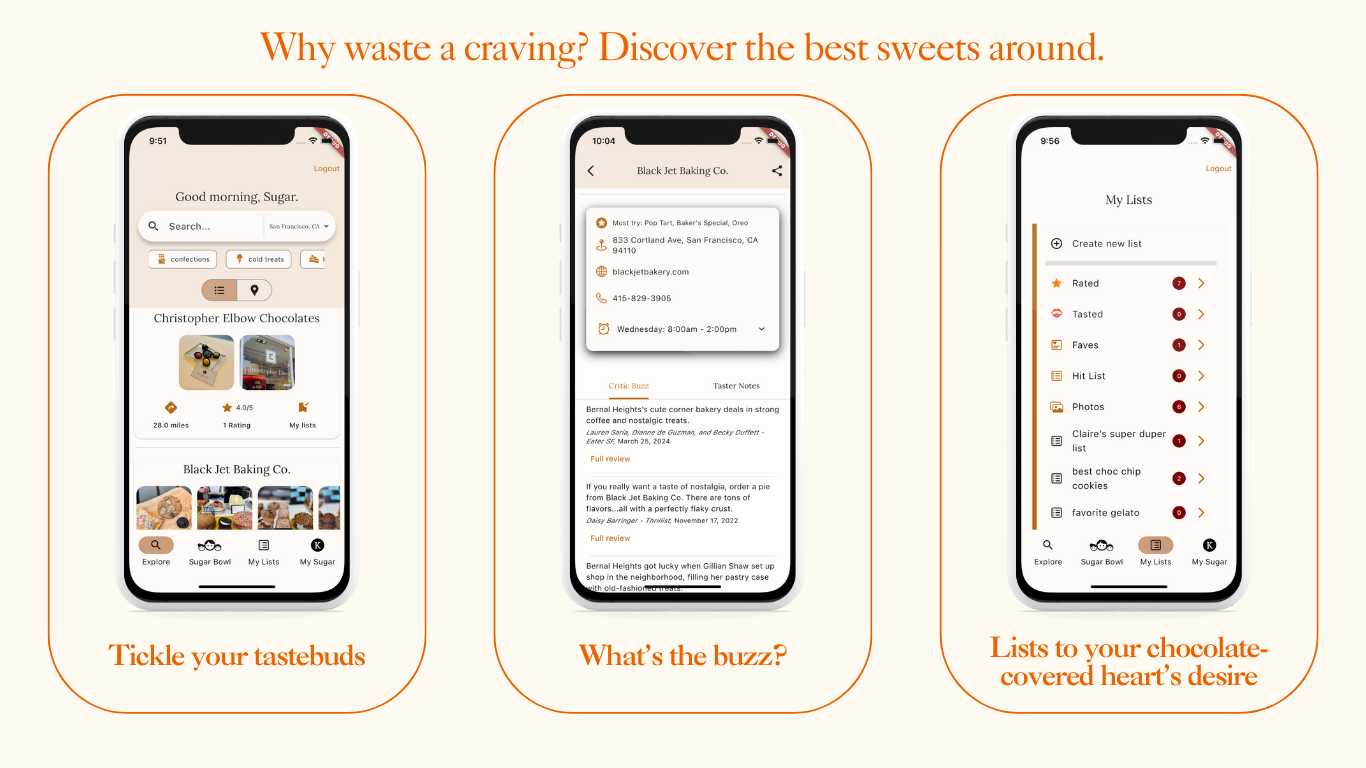 Why waste a craving? Discover the best sweets around.
9:51
Logout
Good morning, Sugar.
Search...
San Francisco, CA
confections
cold treats
Christopher Elbow Chocolates
28.0 miles
4.0/5
1 Rating
My lists
Black Jet Baking Co.
Explore
Sugar Bowl
My Lists
K
My Sugar
Tickle your tastebuds
10:04
Black Jet Baking Co.
Must try: Pop Tart, Baker's Special, Oreo
833 Cortland Ave, San Francisco, CA
94110
blackjetbakery.com
415-829-3905
Wednesday: 8:00am - 2:00pm
Critic Buzz
Taster Notes
Bernal Heights's cute corner bakery deals in strong
coffee and nostalgic treats.
Lauren Saria, Dianne de Guzman, and Becky Duffett -
Eater SF, March 25, 2024
Full review
If you really want a taste of nostalgia, order a pie
from Black Jet Baking Co. There are tons of
flavors...all with a perfectly flaky crust.
Daisy Barringer - Thrillist, November 17, 2022
Full review
Bernal Heights got lucky when Gillian Shaw set up
shop in the neighborhood, filling her pastry case
with old-fashioned treats.
What's the buzz?
9:56
Logout
My Lists
Create new list
Rated 7
Tasted 0
Faves 1
Hit List 0
Photos 6
Claire's super duper
list 1
best choc chip
cookies 2
favorite gelato 0
Explore
Sugar Bowl
My Lists
K
My Sugar
Lists to your chocolate-
covered heart's desire